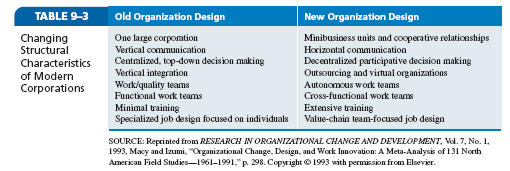 TABLE 9–3
Changing
Structural
Characteristics
of Modern
Corporations
Old Organization Design New Organization Design
One large corporation Minibusiness units and cooperative relationships
Vertical communication Horizontal communication
Centralized, top-down decision making Decentralized participative decision making
Vertical integration Outsourcing and virtual organizations
Work/quality teams Autonomous work teams
Functional work teams Cross-functional work teams
Minimal training Extensive training
Specialized job design focused on individuals Value-chain team-focused job design
SOURCE: Reprinted from RESEARCH IN ORGANIZATIONAL CHANGE AND DEVELOPMENT, Vol. 7, No. 1,
1993, Macy and Izumi, “Organizational Change, Design, and Work Innovation: A Meta-Analysis of 131 North
American Field Studies—1961–1991,” p. 298. Copyright © 1993 with permission from Elsevier.